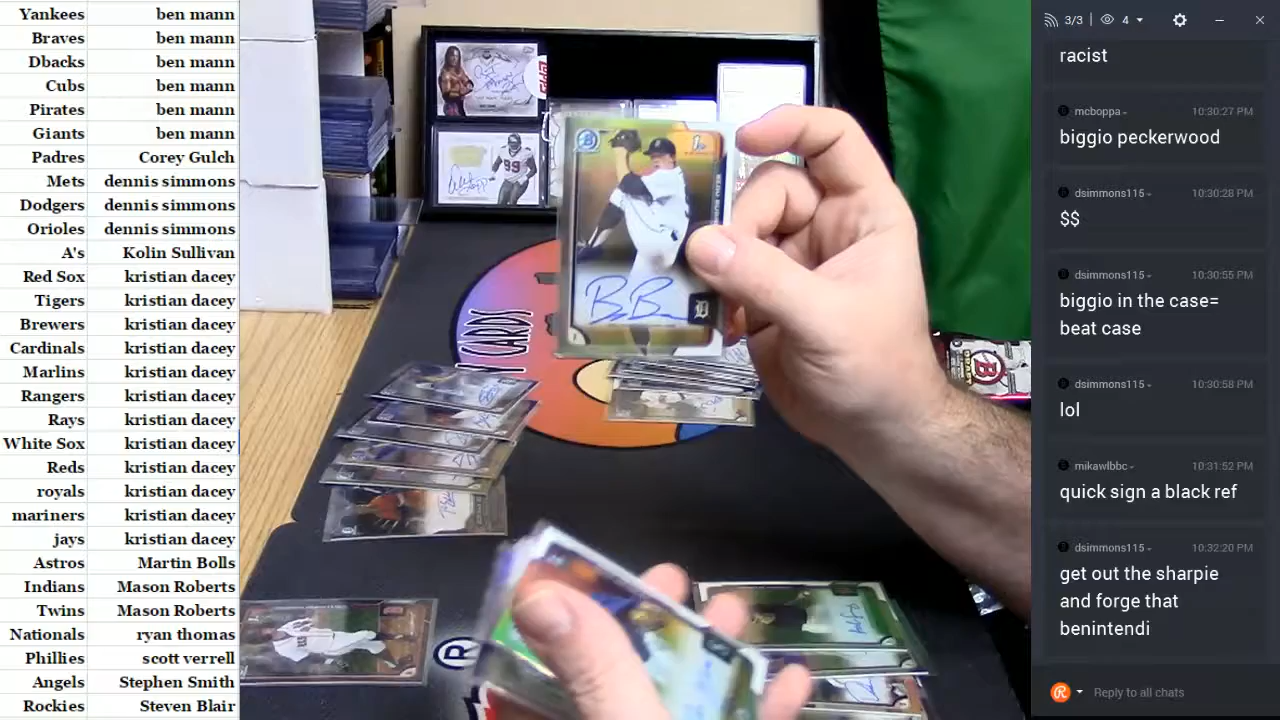 Yankees ben mann
Braves ben mann
Dbacks ben mann
Cubs ben mann
Pirates ben mann
Giants ben mann
Padres Corey Gulch
Mets dennis simmons
Dodgers dennis simmons
Orioles dennis simmons
A's Kolin Sullivan
Red Sox kristian dacey
Tigers kristian dacey
Brewers kristian dacey
Cardinals kristian dacey
Marlins kristian dacey
Rangers kristian dacey
Rays kristian dacey
White Sox kristian dacey
Reds kristian dacey
royals kristian dacey
mariners kristian dacey
jays kristian dacey
Astros Martin Bolls
Indians Mason Roberts
Twins Mason Roberts
Nationals ryan thomas
Phillies scott verrell
Angels Stephen Smith
Rockies Steven Blair
99
B
1st
D
CARDS
B
®
3/3 4
racist
mcboppa 10:30:27 PM
biggio peckerwood
dsimmons115 10:30:28 PM
$$
dsimmons115 10:30:55 PM
biggio in the case=
beat case
dsimmons115 10:30:58 PM
lol
mikawlbbc 10:31:52 PM
quick sign a black ref
dsimmons115 10:32:20 PM
get out the sharpie
and forge that
benintendi
Reply to all chats